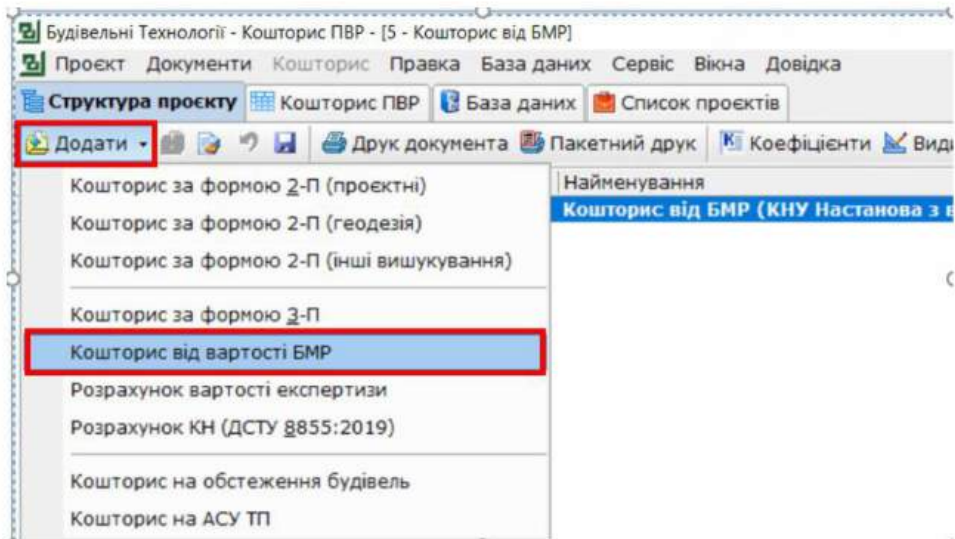 Будівельні Технології - Кошторис ПВР - [5 - Кошторис від БМР]
Проєкт Документи Кошторис Правка База даних Сервіс Вікна Довідка
Структура проєкту Кошторис ПВР База даних Список проєктів
Додати Друк документа Пакетний друк Коефіцієнти
Кошторис за формою 2-П (проєктні)
Найменування
Кошторис за формою 2-П (геодезія)
Кошторис від БМР (КНУ Настанова з
Кошторис за формою 2-П (інші вишукування)
Кошторис за формою 3-П
Кошторис від вартості БМР
Розрахунок вартості експертизи
Розрахунок КН (ДСТУ 8855:2019)
Кошторис на обстеження будівель
Кошторис на АСУ ТП